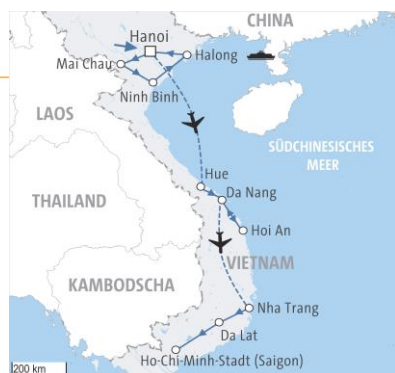 CHINA
Hanoi
Mai Chau
Halong
Ninh Binh
LAOS
SÜDCHINESISCHES
MEER
Hue
Da Nang
THAILAND
Hoi An
VIETNAM
KAMBODSCHA
Nha Trang
Da Lat
Ho-Chi-Minh-Stadt (Saigon)
200 km